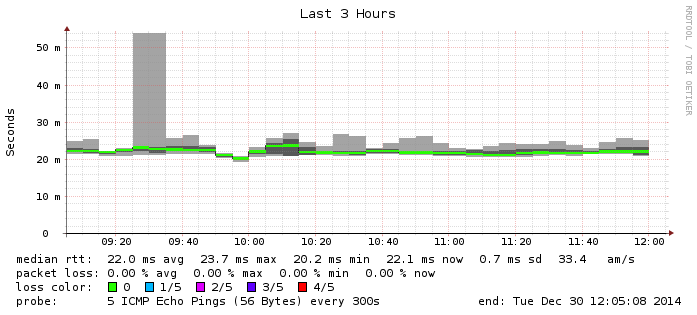 Last 3 Hours
RRDTOOL / TOBI OETIKER
Seconds
50 m
40 m
30 m
20 m
10 m
0
09:20 09:40 10:00 10:20 10:40 11:00 11:20 11:40 12:00
median rtt: 22.0 ms avg 23.7 ms max 20.2 ms min 22.1 ms now 0.7 ms sd 33.4 am/s
packet loss: 0.00 % avg 0.00 % max 0.00 % min 0.00 % now
loss color: 0 1/5 2/5 3/5 4/5
probe: 5 ICMP Echo Pings (56 Bytes) every 300s end: Tue Dec 30 12:05:08 2014